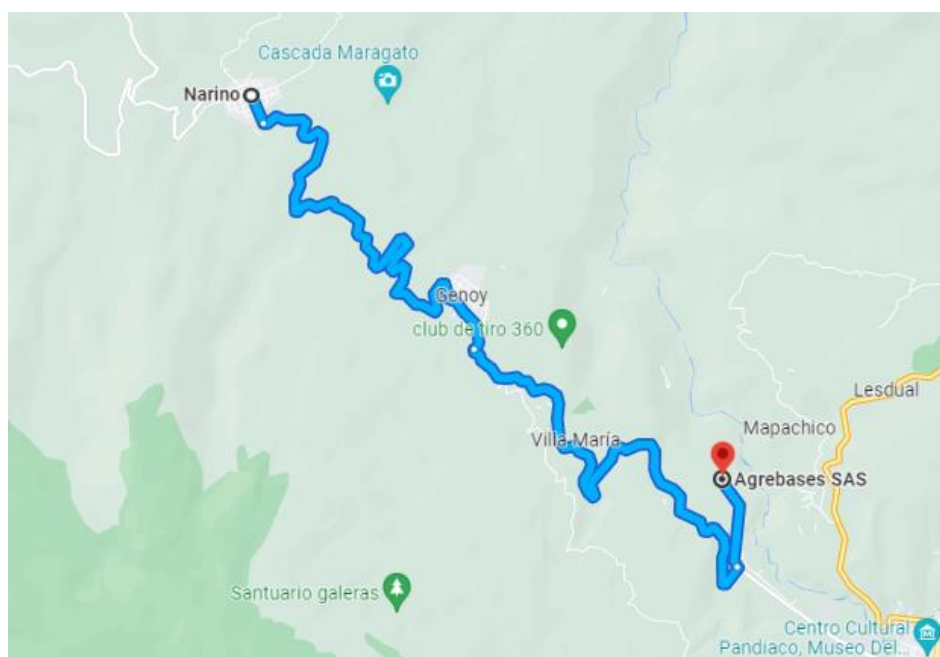 Cascada Maragato
Narino
Genoy
club de tiro 360
Lesdual
Mapachico
Villa María
Agrebases SAS
Santuario galeras
Centro Cultural
Pandiaco, Museo Del...